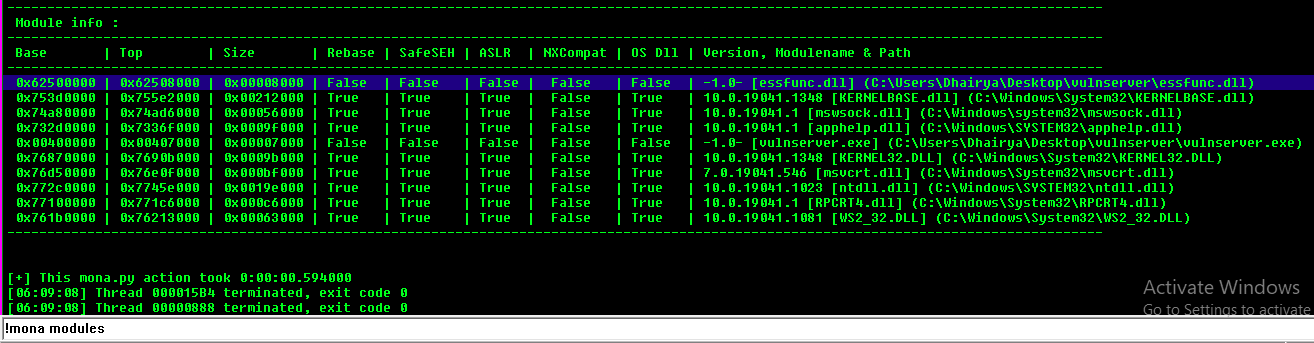 Module info :
Base | Top | Size | Rebase | SafeSEH | ASLR | NXCompat | OS Dll | Version, Modulename & Path
0x62500000 | 0x62508000 | 0x00008000 | False | False | False | False | False | -1.0- [essfunc.dll] (C:\Users\Dhairya\Desktop\vulnserver\essfunc.dll)
0x753d0000 | 0x755e2000 | 0x00212000 | True | True | True | False | True | 10.0.19041.1348 [KERNELBASE.dll] (C:\Windows\System32\KERNELBASE.dll)
0x74a80000 | 0x74ad6000 | 0x00056000 | True | True | True | False | True | 10.0.19041.1 [mswsock.dll] (C:\Windows\system32\mswsock.dll)
0x732d0000 | 0x7336f000 | 0x0009f000 | True | True | True | False | True | 10.0.19041.1 [apphelp.dll] (C:\Windows\SYSTEM32\apphelp.dll)
0x00400000 | 0x00407000 | 0x00007000 | False | False | False | False | False | -1.0- [vulnserver.exe] (C:\Users\Dhairya\Desktop\vulnserver\vulnserver.exe)
0x76870000 | 0x7690b000 | 0x0009b000 | True | True | True | False | True | 10.0.19041.1348 [KERNEL32.DLL] (C:\Windows\System32\KERNEL32.DLL)
0x76d50000 | 0x76e0f000 | 0x000bf000 | True | True | True | False | True | 7.0.19041.546 [msvcrt.dll] (C:\Windows\System32\msvcrt.dll)
0x772c0000 | 0x7745e000 | 0x0019e000 | True | True | True | False | True | 10.0.19041.1023 [ntdll.dll] (C:\Windows\SYSTEM32\ntdll.dll)
0x77100000 | 0x771c6000 | 0x000c6000 | True | True | True | False | True | 10.0.19041.1 [RPCRT4.dll] (C:\Windows\System32\RPCRT4.dll)
0x761b0000 | 0x76213000 | 0x00063000 | True | True | True | False | True | 10.0.19041.1081 [WS2_32.DLL] (C:\Windows\System32\WS2_32.DLL)
[+] This mona.py action took 0:00:00.594000
[06:09:08] Thread 000015B4 terminated, exit code 0
[06:09:08] Thread 00000888 terminated, exit code 0
Activate Windows
Go to Settings to activate
!mona modules